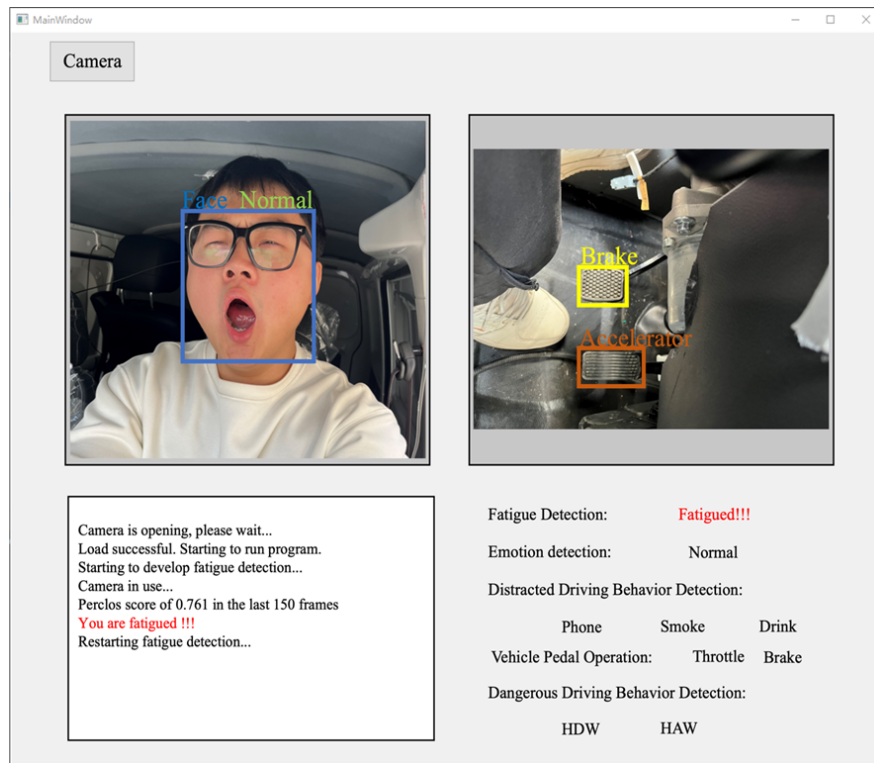 MainWindow
Camera
Face Normal
Brake
Accelerator
Camera is opening, please wait...
Load successful. Starting to run program.
Starting to develop fatigue detection...
Camera in use...
Perclos score of 0.761 in the last 150 frames
You are fatigued !!!
Restarting fatigue detection...
Fatigue Detection: Fatigued!!!
Emotion detection: Normal
Distracted Driving Behavior Detection:
Phone Smoke Drink
Vehicle Pedal Operation: Throttle Brake
Dangerous Driving Behavior Detection:
HDW HAW